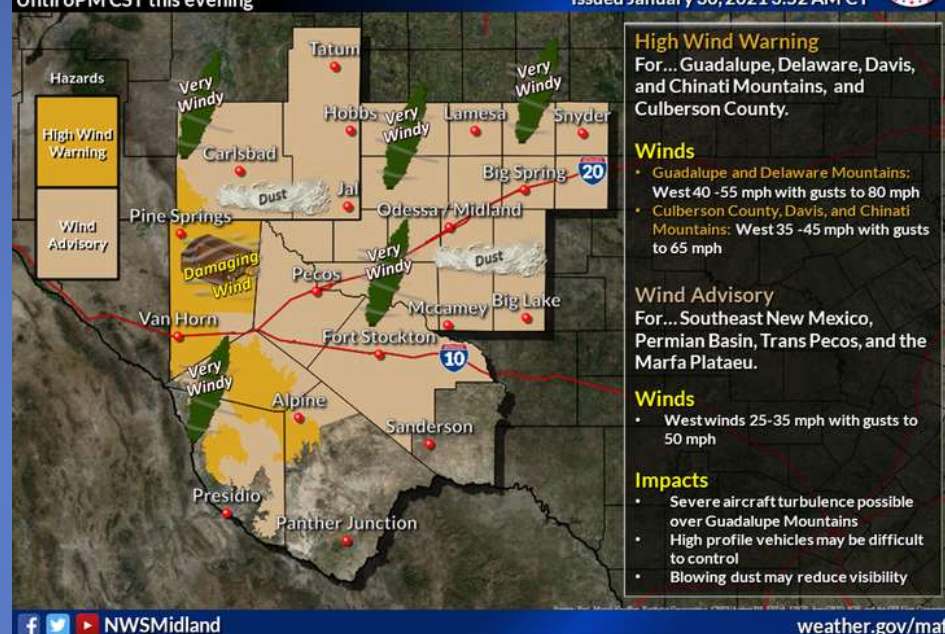 Until 6PM CST this evening
Issued January 30, 2021 3:52 AM CT
Hazards
High Wind
Warning
Wind
Advisory
Tatum
Very
Windy
Hobbs
Very
Windy
Lamesa
Very
Windy
Snyder
Carlsbad
Dust
Jal
Big Spring
20
Pine Springs
Odessa / Midland
Damaging
Wind
Pecos
Very
Windy
Dust
Van Horn
Mccamey
Big Lake
Fort Stockton
10
Very
Windy
Alpine
Sanderson
Presidio
Panther Junction
High Wind Warning
For...Guadalupe, Delaware, Davis,
and Chinati Mountains, and
Culberson County.
Winds
• Guadalupe and Delaware Mountains:
West 40 -55 mph with gusts to 80 mph
• Culberson County, Davis, and Chinati
Mountains: West 35 -45 mph with gusts
to 65 mph
Wind Advisory
For...Southeast New Mexico,
Permian Basin, Trans Pecos, and the
Marfa Plataeu.
Winds
• West winds 25-35 mph with gusts to
50 mph
Impacts
• Severe aircraft turbulence possible
over Guadalupe Mountains
• High profile vehicles may be difficult
to control
• Blowing dust may reduce visibility
NWSMidland
weather.gov/maf